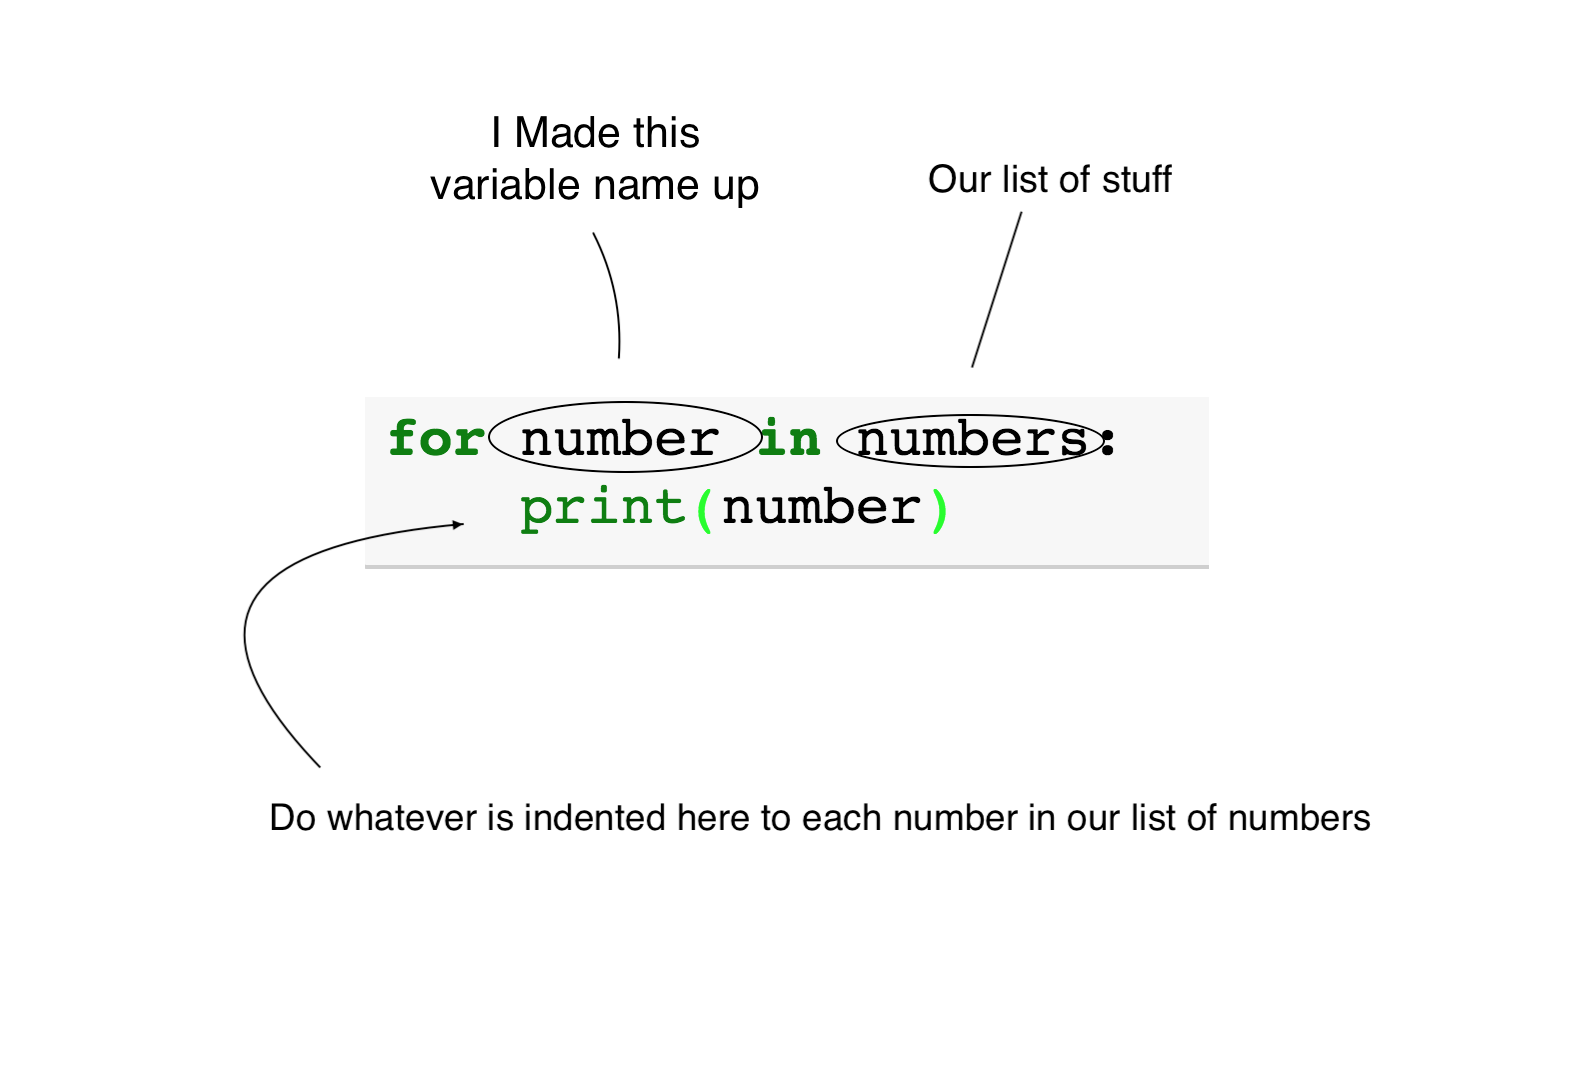 I Made this
variable name up
Our list of stuff
for number in numbers:
print(number)
Do whatever is indented here to each number in our list of numbers